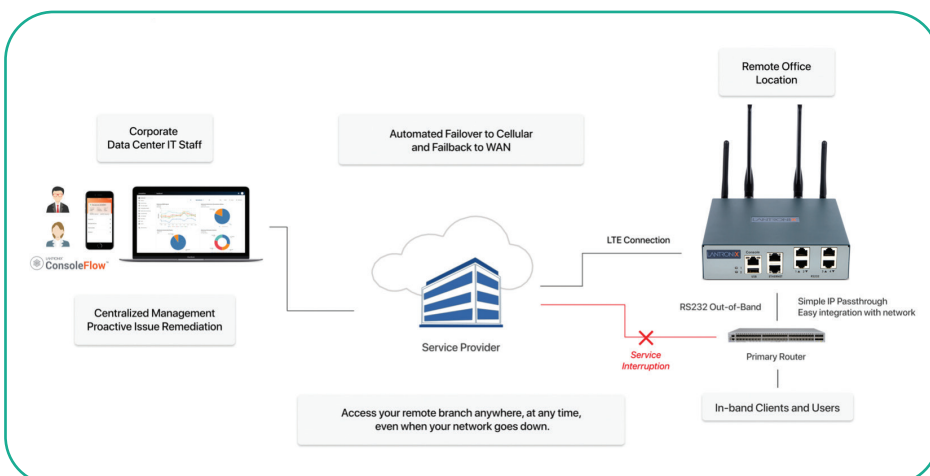 Remote Office
Location
Corporate
Data Center IT Staff
Automated Failover to Cellular
and Failback to WAN
LANTRONIX
ConsoleFlow™
LTE Connection
LANTRONIX
Centralized Management
Proactive Issue Remediation
RS232 Out-of-Band
Simple IP Passthrough
Easy integration with network
Service Provider
Service
Interruption
Primary Router
Access your remote branch anywhere, at any time,
even when your network goes down.
In-band Clients and Users